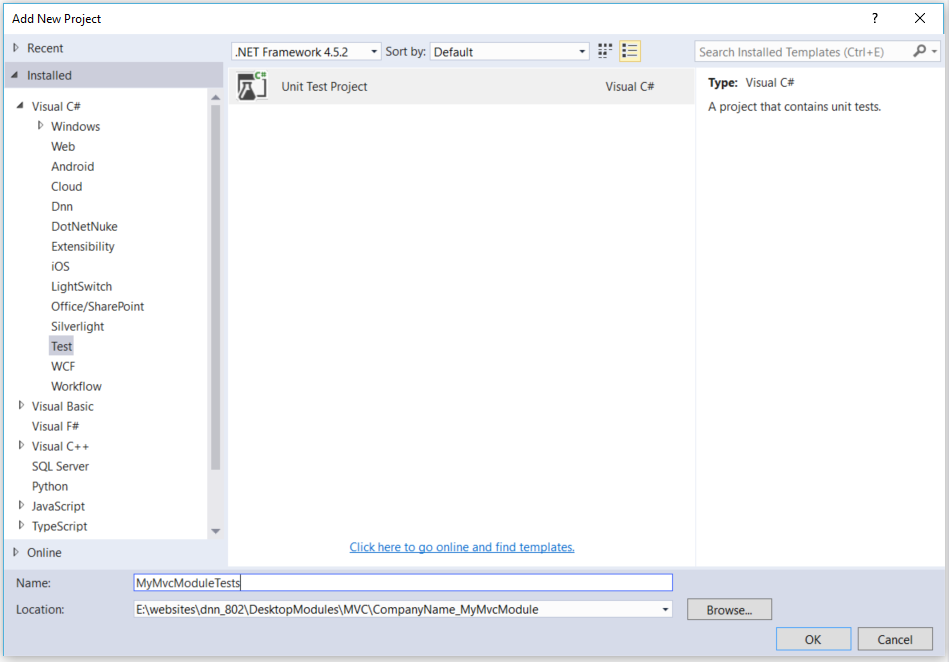 Add New Project
?
Recent
Installed
.NET Framework 4.5.2
Sort by:
Default
Search Installed Templates (Ctrl+E)
Visual C#
Windows
Web
Android
Cloud
Dnn
DotNetNuke
Extensibility
iOS
LightSwitch
Office/SharePoint
Silverlight
Test
WCF
Workflow
Visual Basic
Visual F#
Visual C++
SQL Server
Python
JavaScript
TypeScript
Online
C#
Unit Test Project
Visual C#
Click here to go online and find templates.
Type: Visual C#
A project that contains unit tests.
Name:
MyMvcModuleTests
Location:
E:\websites\dnn_802\DesktopModules\MVC\CompanyName_MyMvcModule
Browse...
OK
Cancel